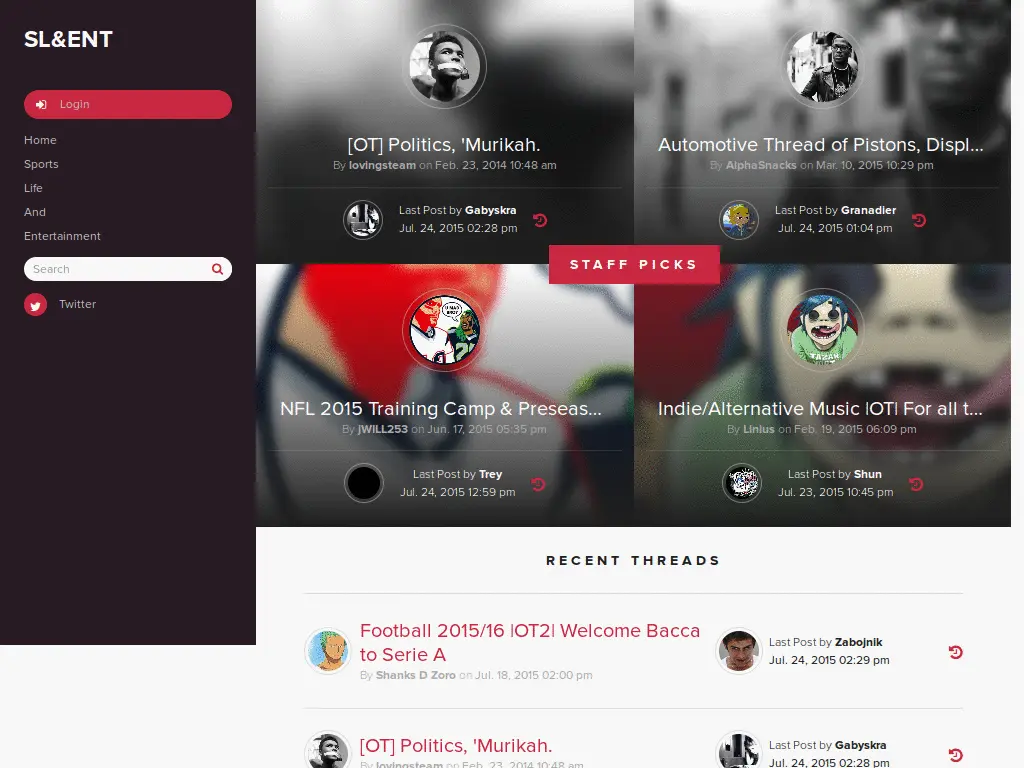 SL&ENT
Login
Home
Sports
Life
And
Entertainment
Search
Twitter
[OT] Politics, 'Murikah.
By lovingsteam on Feb. 23, 2014 10:48 am
Last Post by Gabyskra
Jul. 24, 2015 02:28 pm
Automotive Thread of Pistons, Displ...
By AlphaSnacks on Mar. 10, 2015 10:29 pm
Last Post by Granadier
Jul. 24, 2015 01:04 pm
STAFF PICKS
U MAD BRO?
NFL 2015 Training Camp & Preseas...
By jWILL253 on Jun. 17, 2015 05:35 pm
Last Post by Trey
Jul. 24, 2015 12:59 pm
Indie/Alternative Music |OT| For all t...
By Linius on Feb. 19, 2015 06:09 pm
Last Post by Shun
Jul. 23, 2015 10:45 pm
RECENT THREADS
Football 2015/16 |OT2| Welcome Bacca
to Serie A
By Shanks D Zoro on Jul. 18, 2015 02:00 pm
Last Post by Zabojnik
Jul. 24, 2015 02:29 pm
[OT] Politics, 'Murikah.
By lovingsteam on Feb. 23, 2014 10:48 am
Last Post by Gabyskra
Jul. 24, 2015 02:28 pm